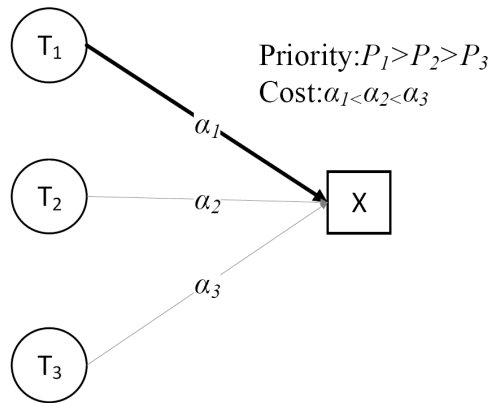 T₁
Priority:P₁>P₂>P₃
Cost:α₁<α₂<α₃
α₁
T₂
α₂
X
α₃
T₃